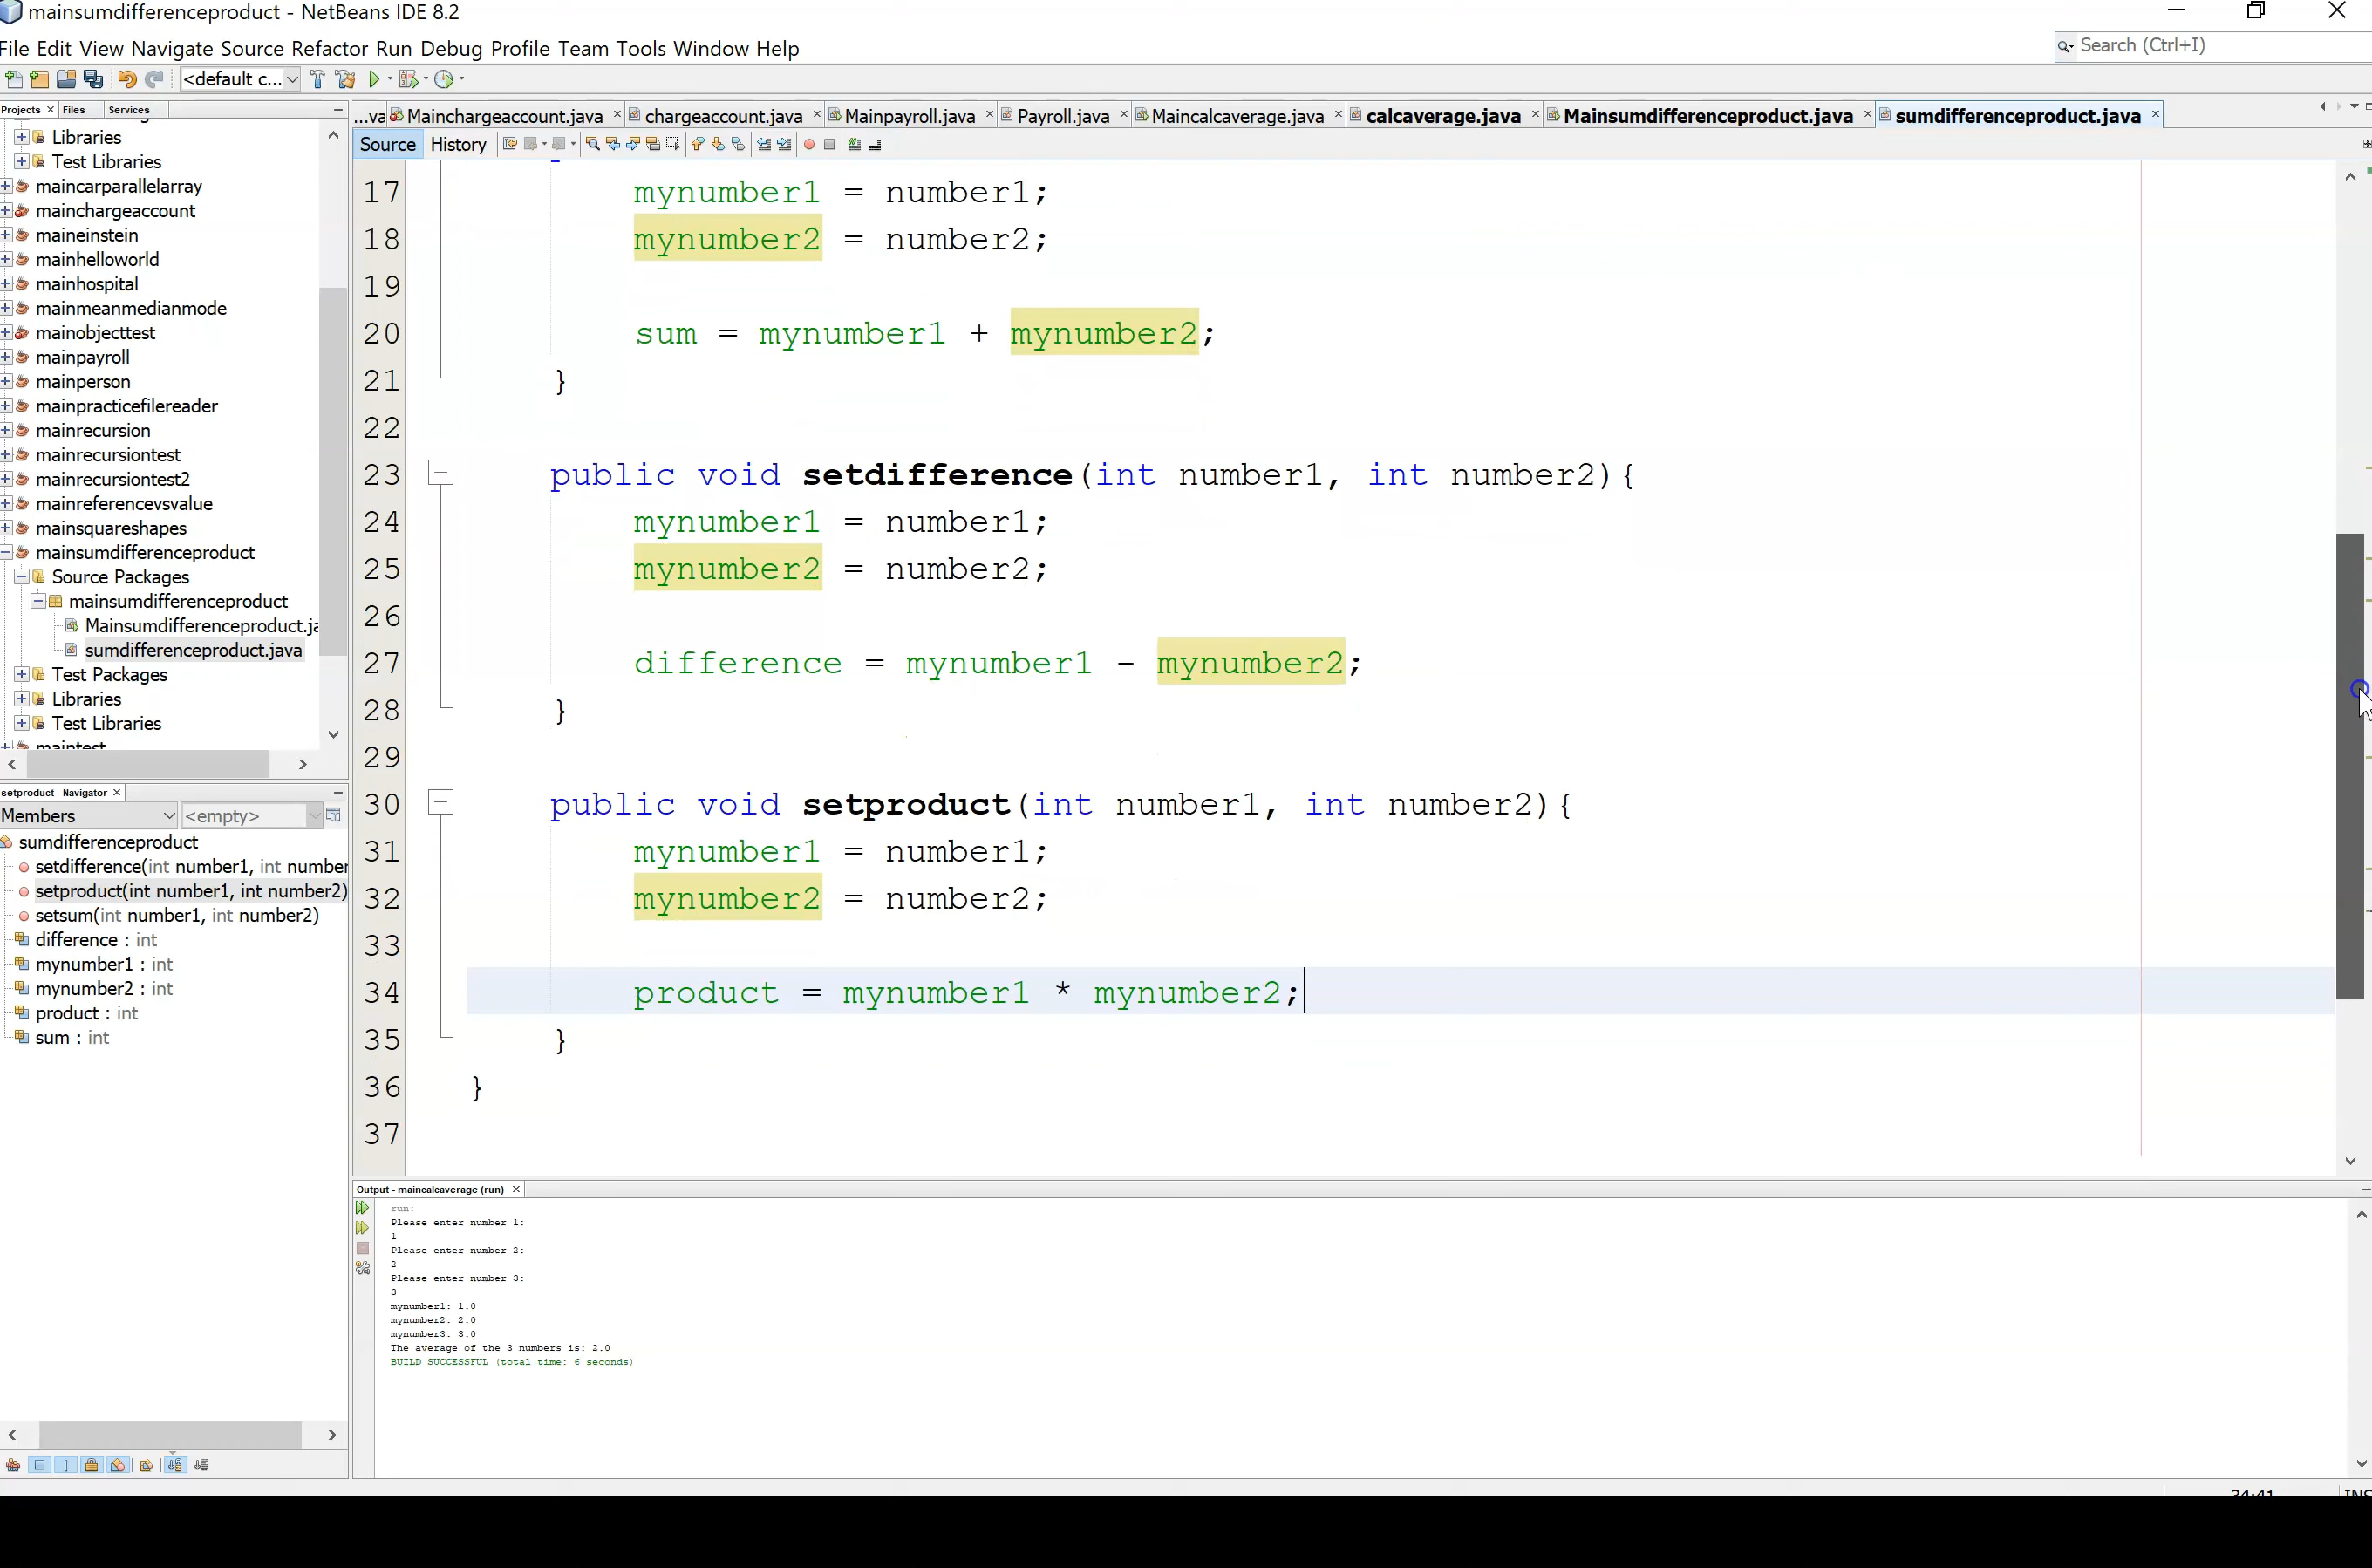 mainsumdifferenceproduct - NetBeans IDE 8.2
File Edit View Navigate Source Refactor Run Debug Profile Team Tools Window Help
Search (Ctrl+I)
<default c...
Projects Files Services
...va Mainchargeaccount.java chargeaccount.java Mainpayroll.java Payroll.java Maincalcaverage.java calcaverage.java Mainsumdifferenceproduct.java sumdifferenceproduct.java
Source History
Libraries
Test Libraries
maincarparallelarray
mainchargeaccount
maineinstein
mainhelloworld
mainhospital
mainmeanmedianmode
mainobjecttest
mainpayroll
mainperson
mainpracticefilereader
mainrecursion
mainrecursiontest
mainrecursiontest2
mainreferencevsvalue
mainsquareshapes
mainsumdifferenceproduct
Source Packages
mainsumdifferenceproduct
Mainsumdifferenceproduct.ja
sumdifferenceproduct.java
Test Packages
Libraries
Test Libraries
maintest
setproduct - Navigator
Members <empty>
sumdifferenceproduct
setdifference(int number1, int number
setproduct(int number1, int number2)
setsum(int number1, int number2)
difference : int
mynumber1 : int
mynumber2 : int
product : int
sum : int
17 mynumber1 = number1;
18 mynumber2 = number2;
19
20 sum = mynumber1 + mynumber2;
21 }
22
23 public void setdifference(int number1, int number2){
24 mynumber1 = number1;
25 mynumber2 = number2;
26
27 difference = mynumber1 - mynumber2;
28 }
29
30 public void setproduct(int number1, int number2){
31 mynumber1 = number1;
32 mynumber2 = number2;
33
34 product = mynumber1 * mynumber2;
35 }
36 }
37
Output - maincalcaverage (run)
run:
Please enter number 1:
1
Please enter number 2:
2
Please enter number 3:
3
mynumber1: 1.0
mynumber2: 2.0
mynumber3: 3.0
The average of the 3 numbers is: 2.0
BUILD SUCCESSFUL (total time: 6 seconds)
34:41 INS